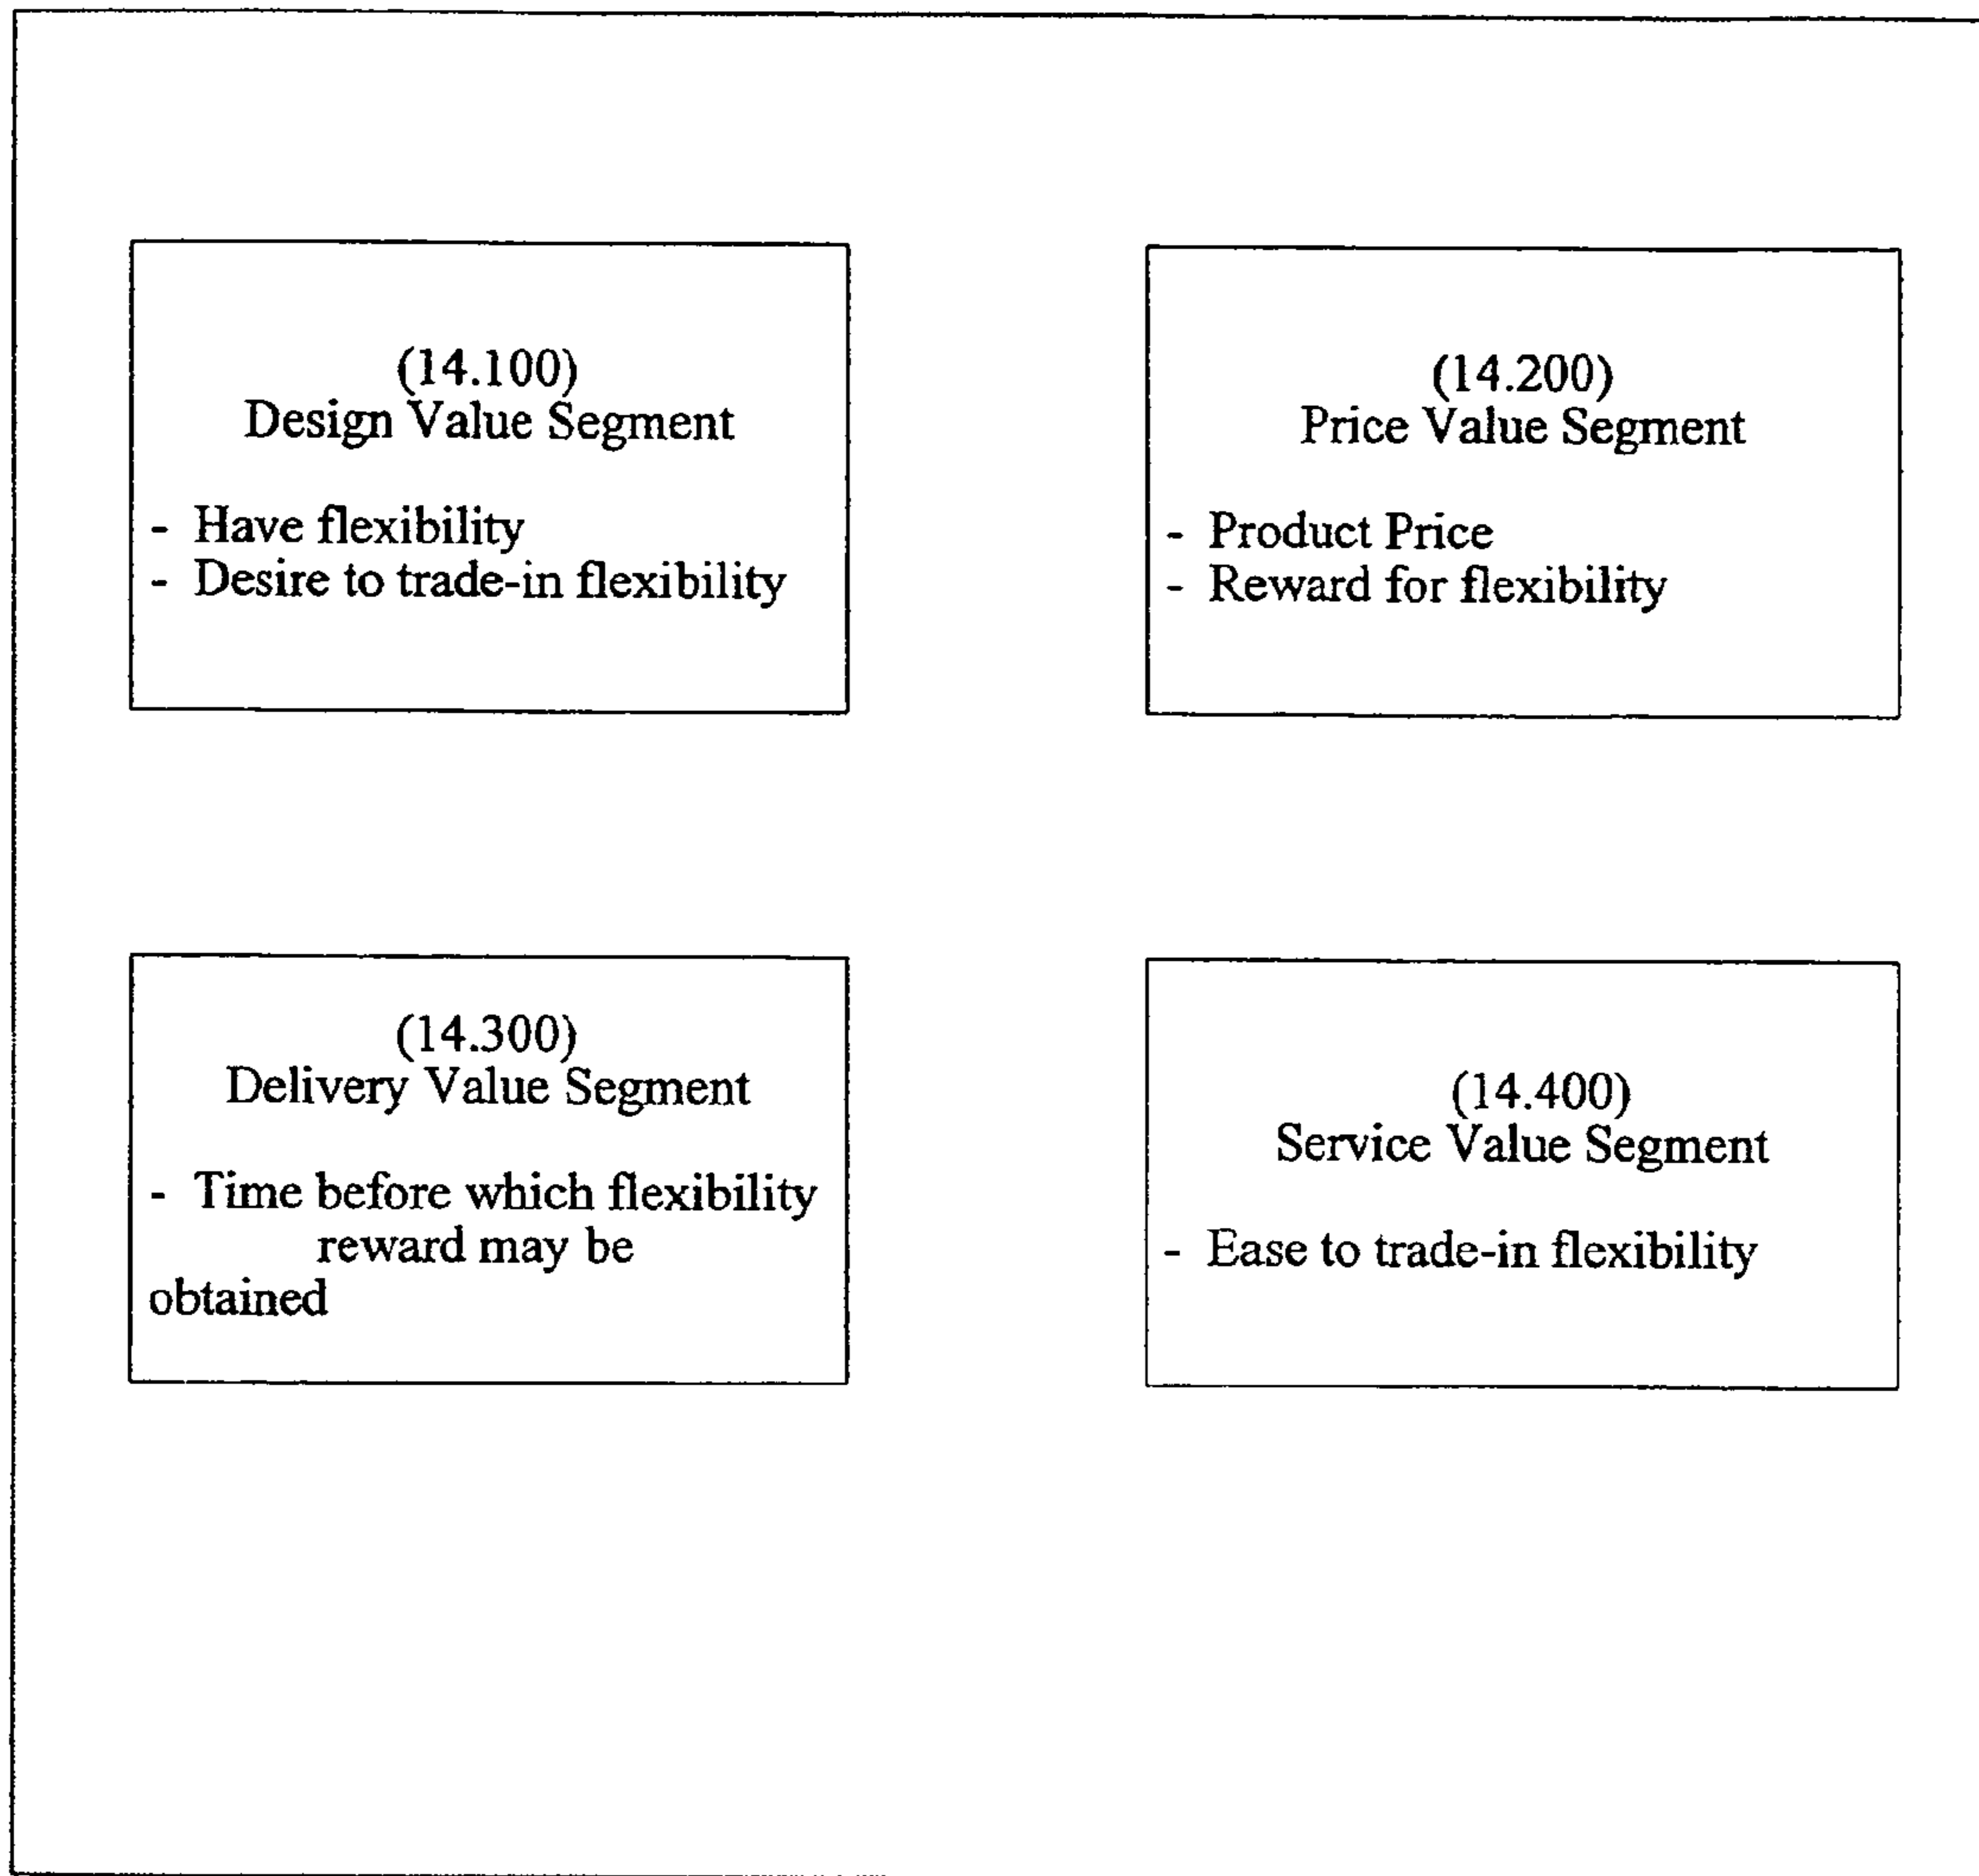 (14.100)
Design Value Segment
- Have flexibility
- Desire to trade-in flexibility
(14.200)
Price Value Segment
- Product Price
- Reward for flexibility
(14.300)
Delivery Value Segment
- Time before which flexibility
reward may be
obtained
(14.400)
Service Value Segment
- Ease to trade-in flexibility